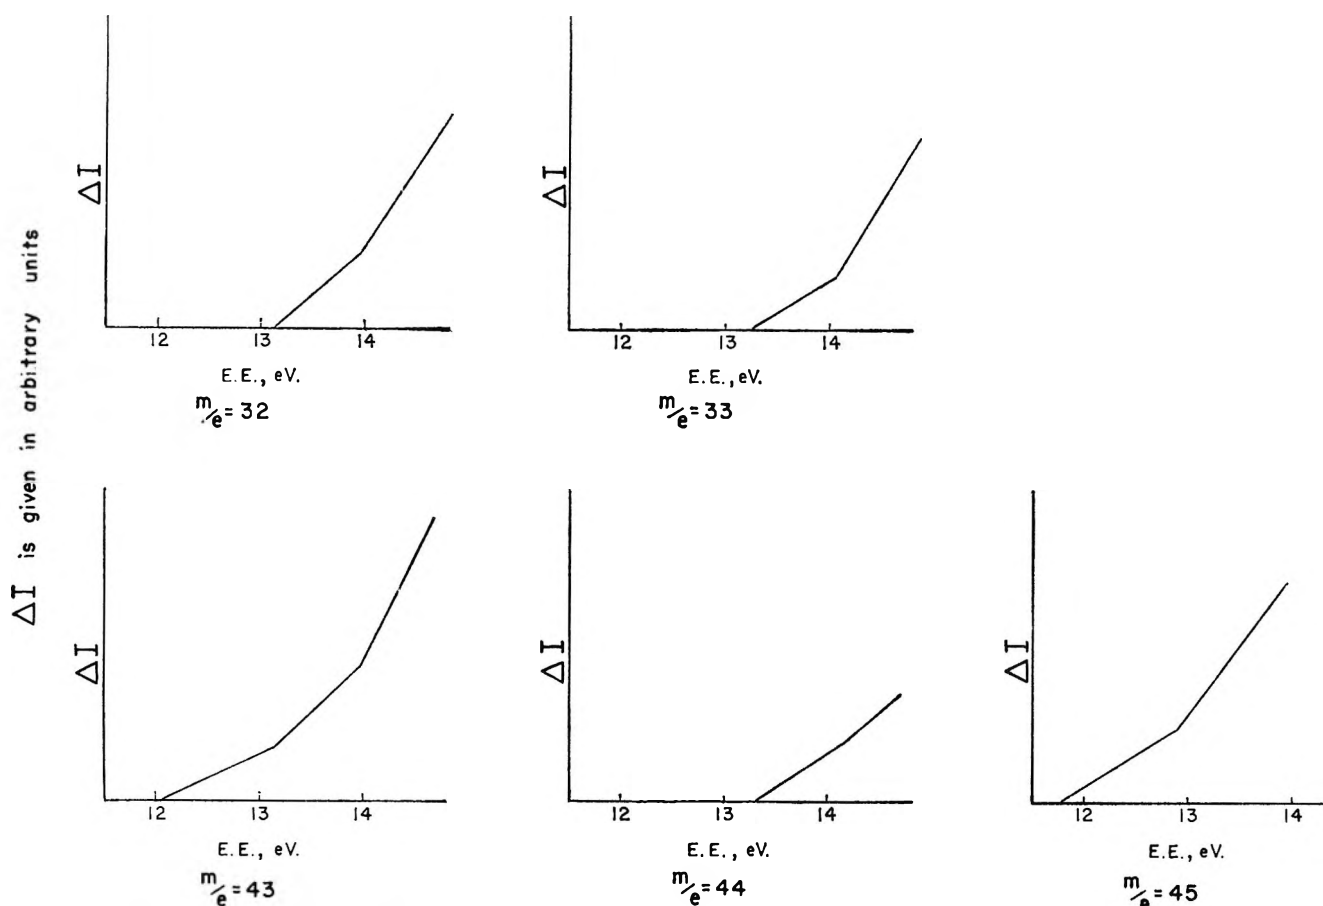 ΔI is given in arbitrary units
ΔI
12 13 14
E.E., eV.
m/e = 32
ΔI
12 13 14
E.E., eV.
m/e = 33
ΔI
12 13 14
E.E., eV.
m/e = 43
ΔI
12 13 14
E.E., eV.
m/e = 44
ΔI
12 13 14
E.E., eV.
m/e = 45